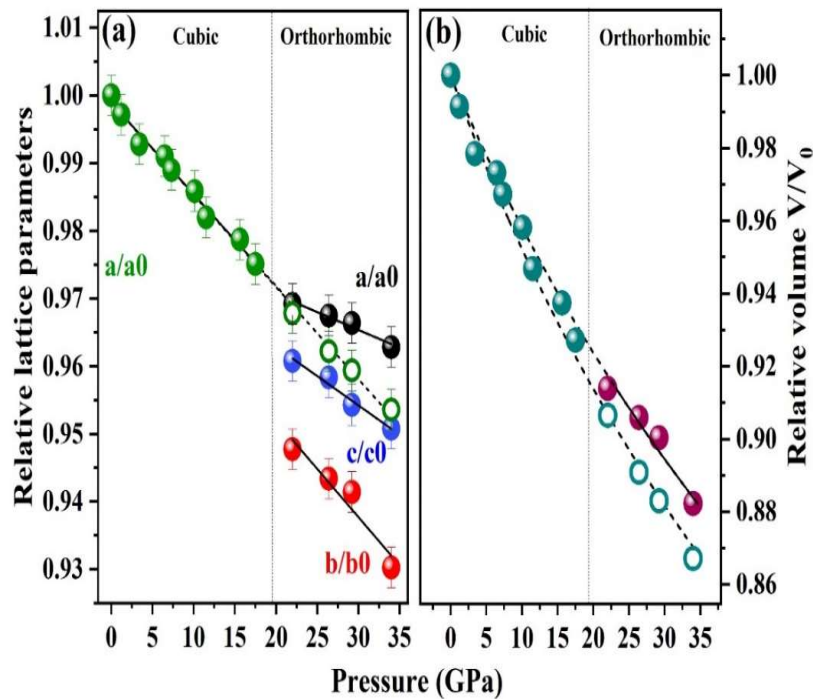 (a)
Cubic
Orthorhombic
(b)
Cubic
Orthorhombic
1.01
1.00
0.99
0.98
0.97
0.96
0.95
0.94
0.93
Relative lattice parameters
a/a0
a/a0
c/c0
b/b0
1.00
0.98
0.96
0.94
0.92
0.90
0.88
0.86
Relative volume V/V₀
0 5 10 15 20 25 30 35
0 5 10 15 20 25 30 35
Pressure (GPa)